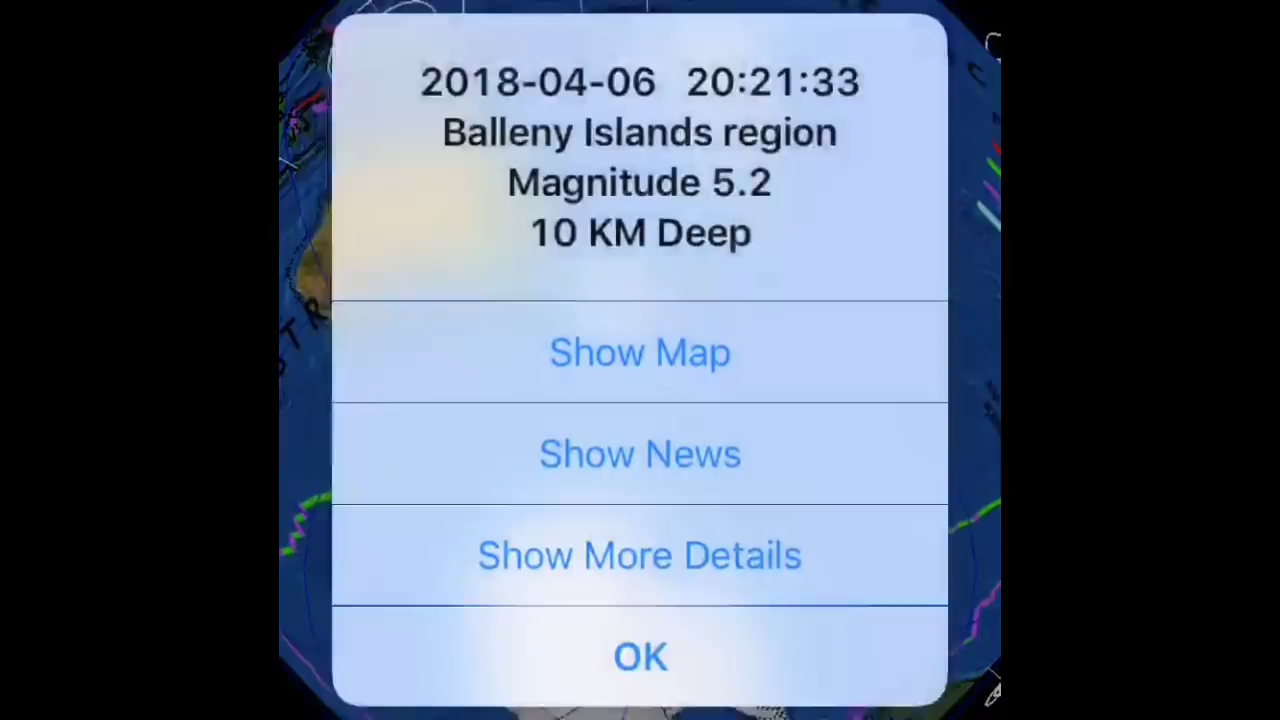 2018-04-06 20:21:33
Balleny Islands region
Magnitude 5.2
10 KM Deep
Show Map
Show News
Show More Details
OK